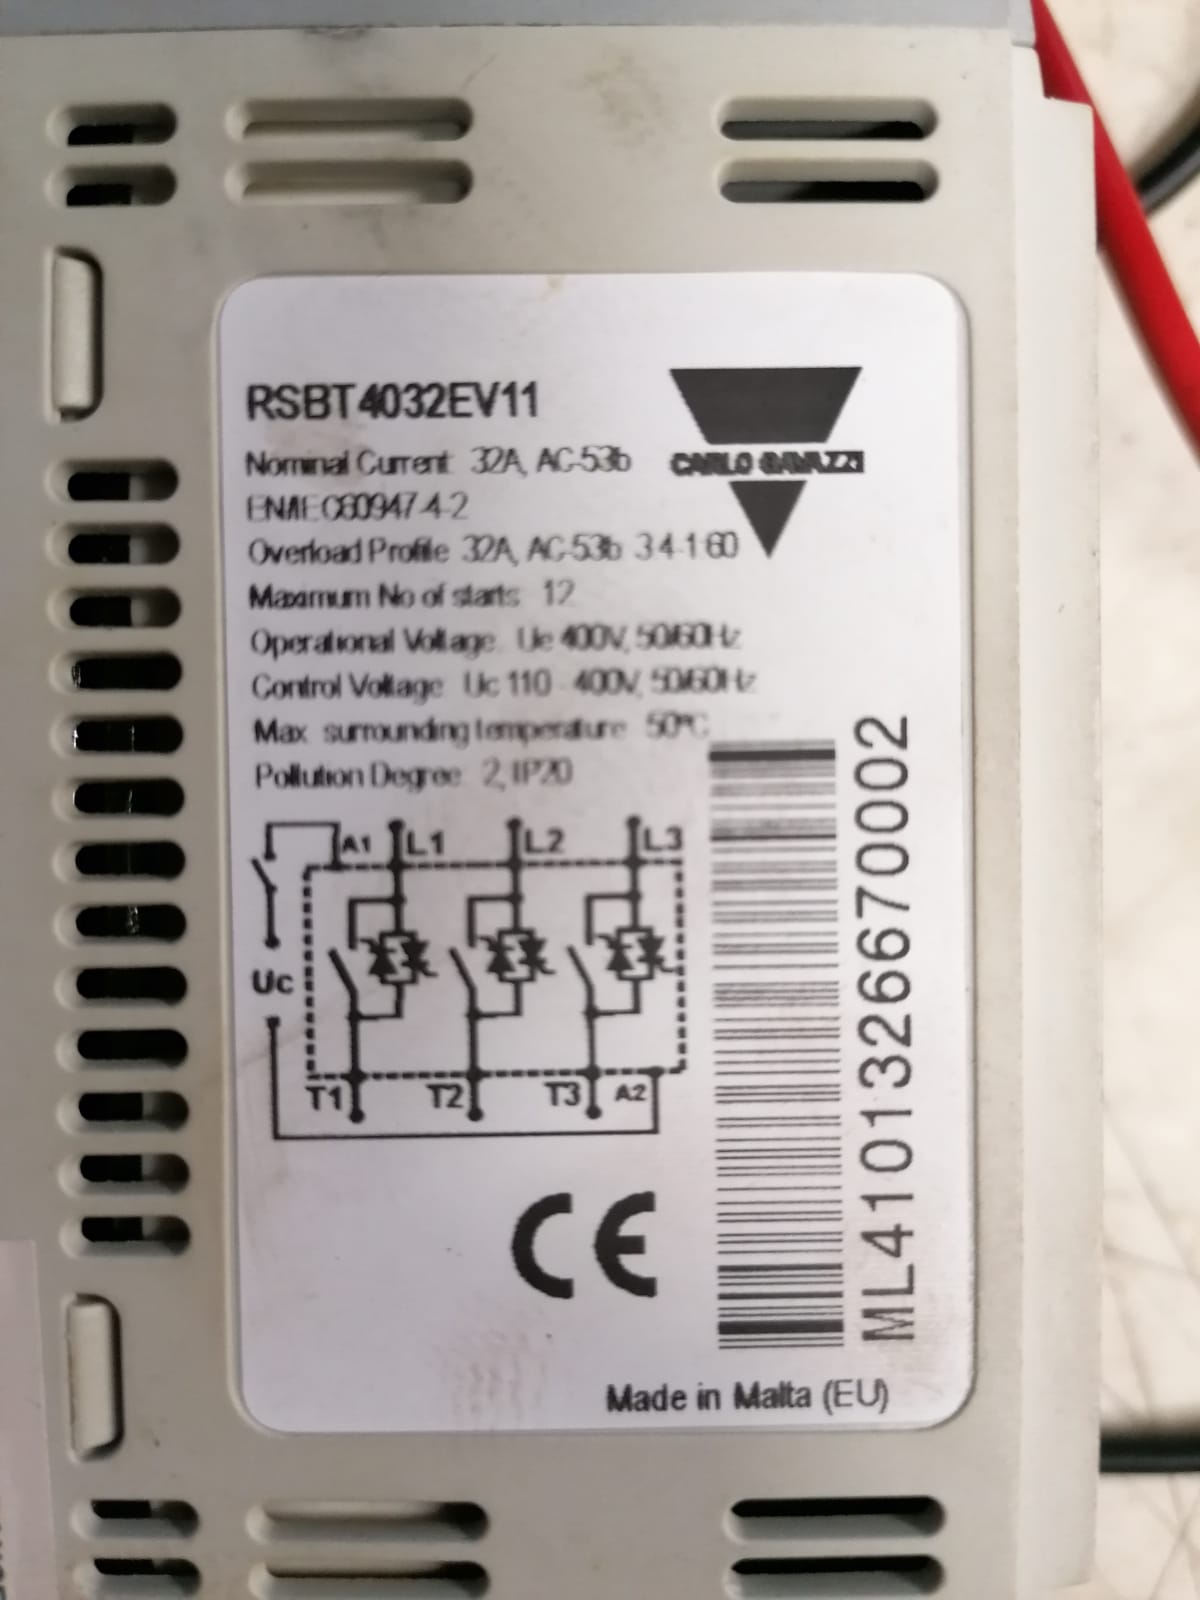 RSBT4032EV11
Nominal Current 32A, AC-53b
CARLO GAVAZZI
EN/IEC60947-4-2
Overload Profile 32A, AC-53b 3.4-1:60
Maximum No of starts 12
Operational Voltage Ue 400V, 50/60Hz
Control Voltage Uc 110 - 400V, 50/60Hz
Max surrounding temperature 50°C
Pollution Degree 2, IP20
A1 L1 L2 L3
Uc
T1 T2 T3 A2
ML4101326670002
CE
Made in Malta (EU)